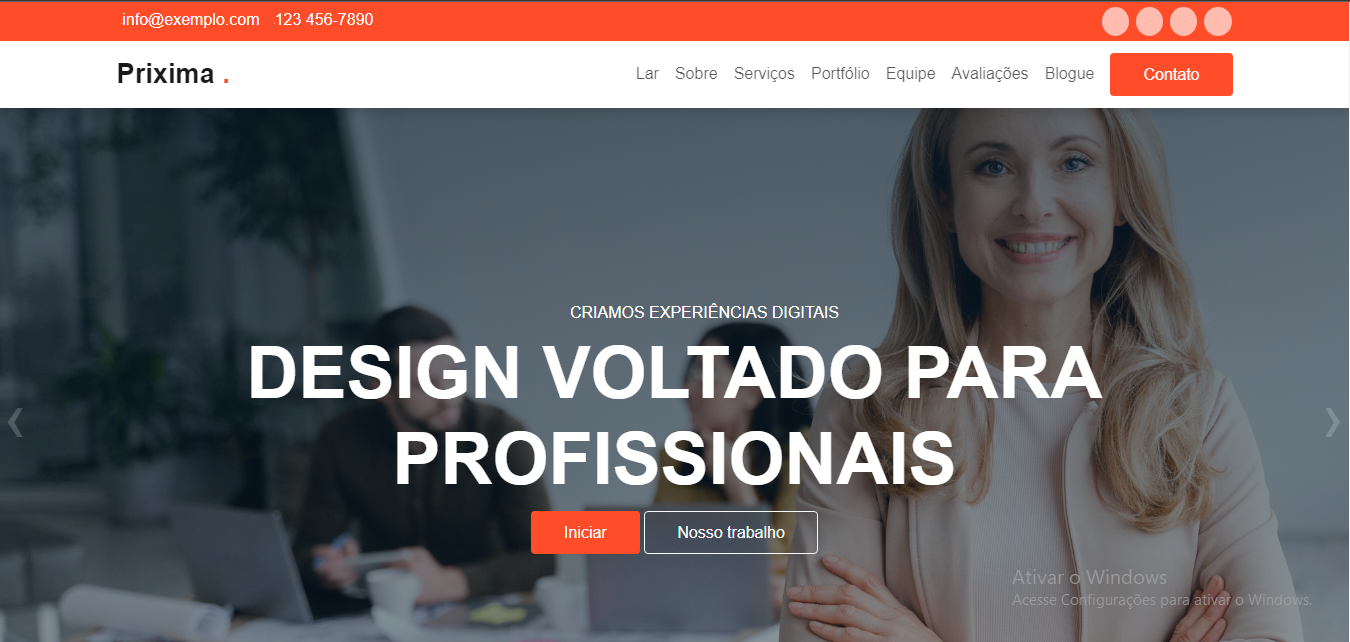 info@exemplo.com 123 456-7890
Prixima .
Lar Sobre Serviços Portfólio Equipe Avaliações Blogue Contato
CRIAMOS EXPERIÊNCIAS DIGITAIS
DESIGN VOLTADO PARA
PROFISSIONAIS
Iniciar Nosso trabalho
Ativar o Windows
Acesse Configurações para ativar o Windows.